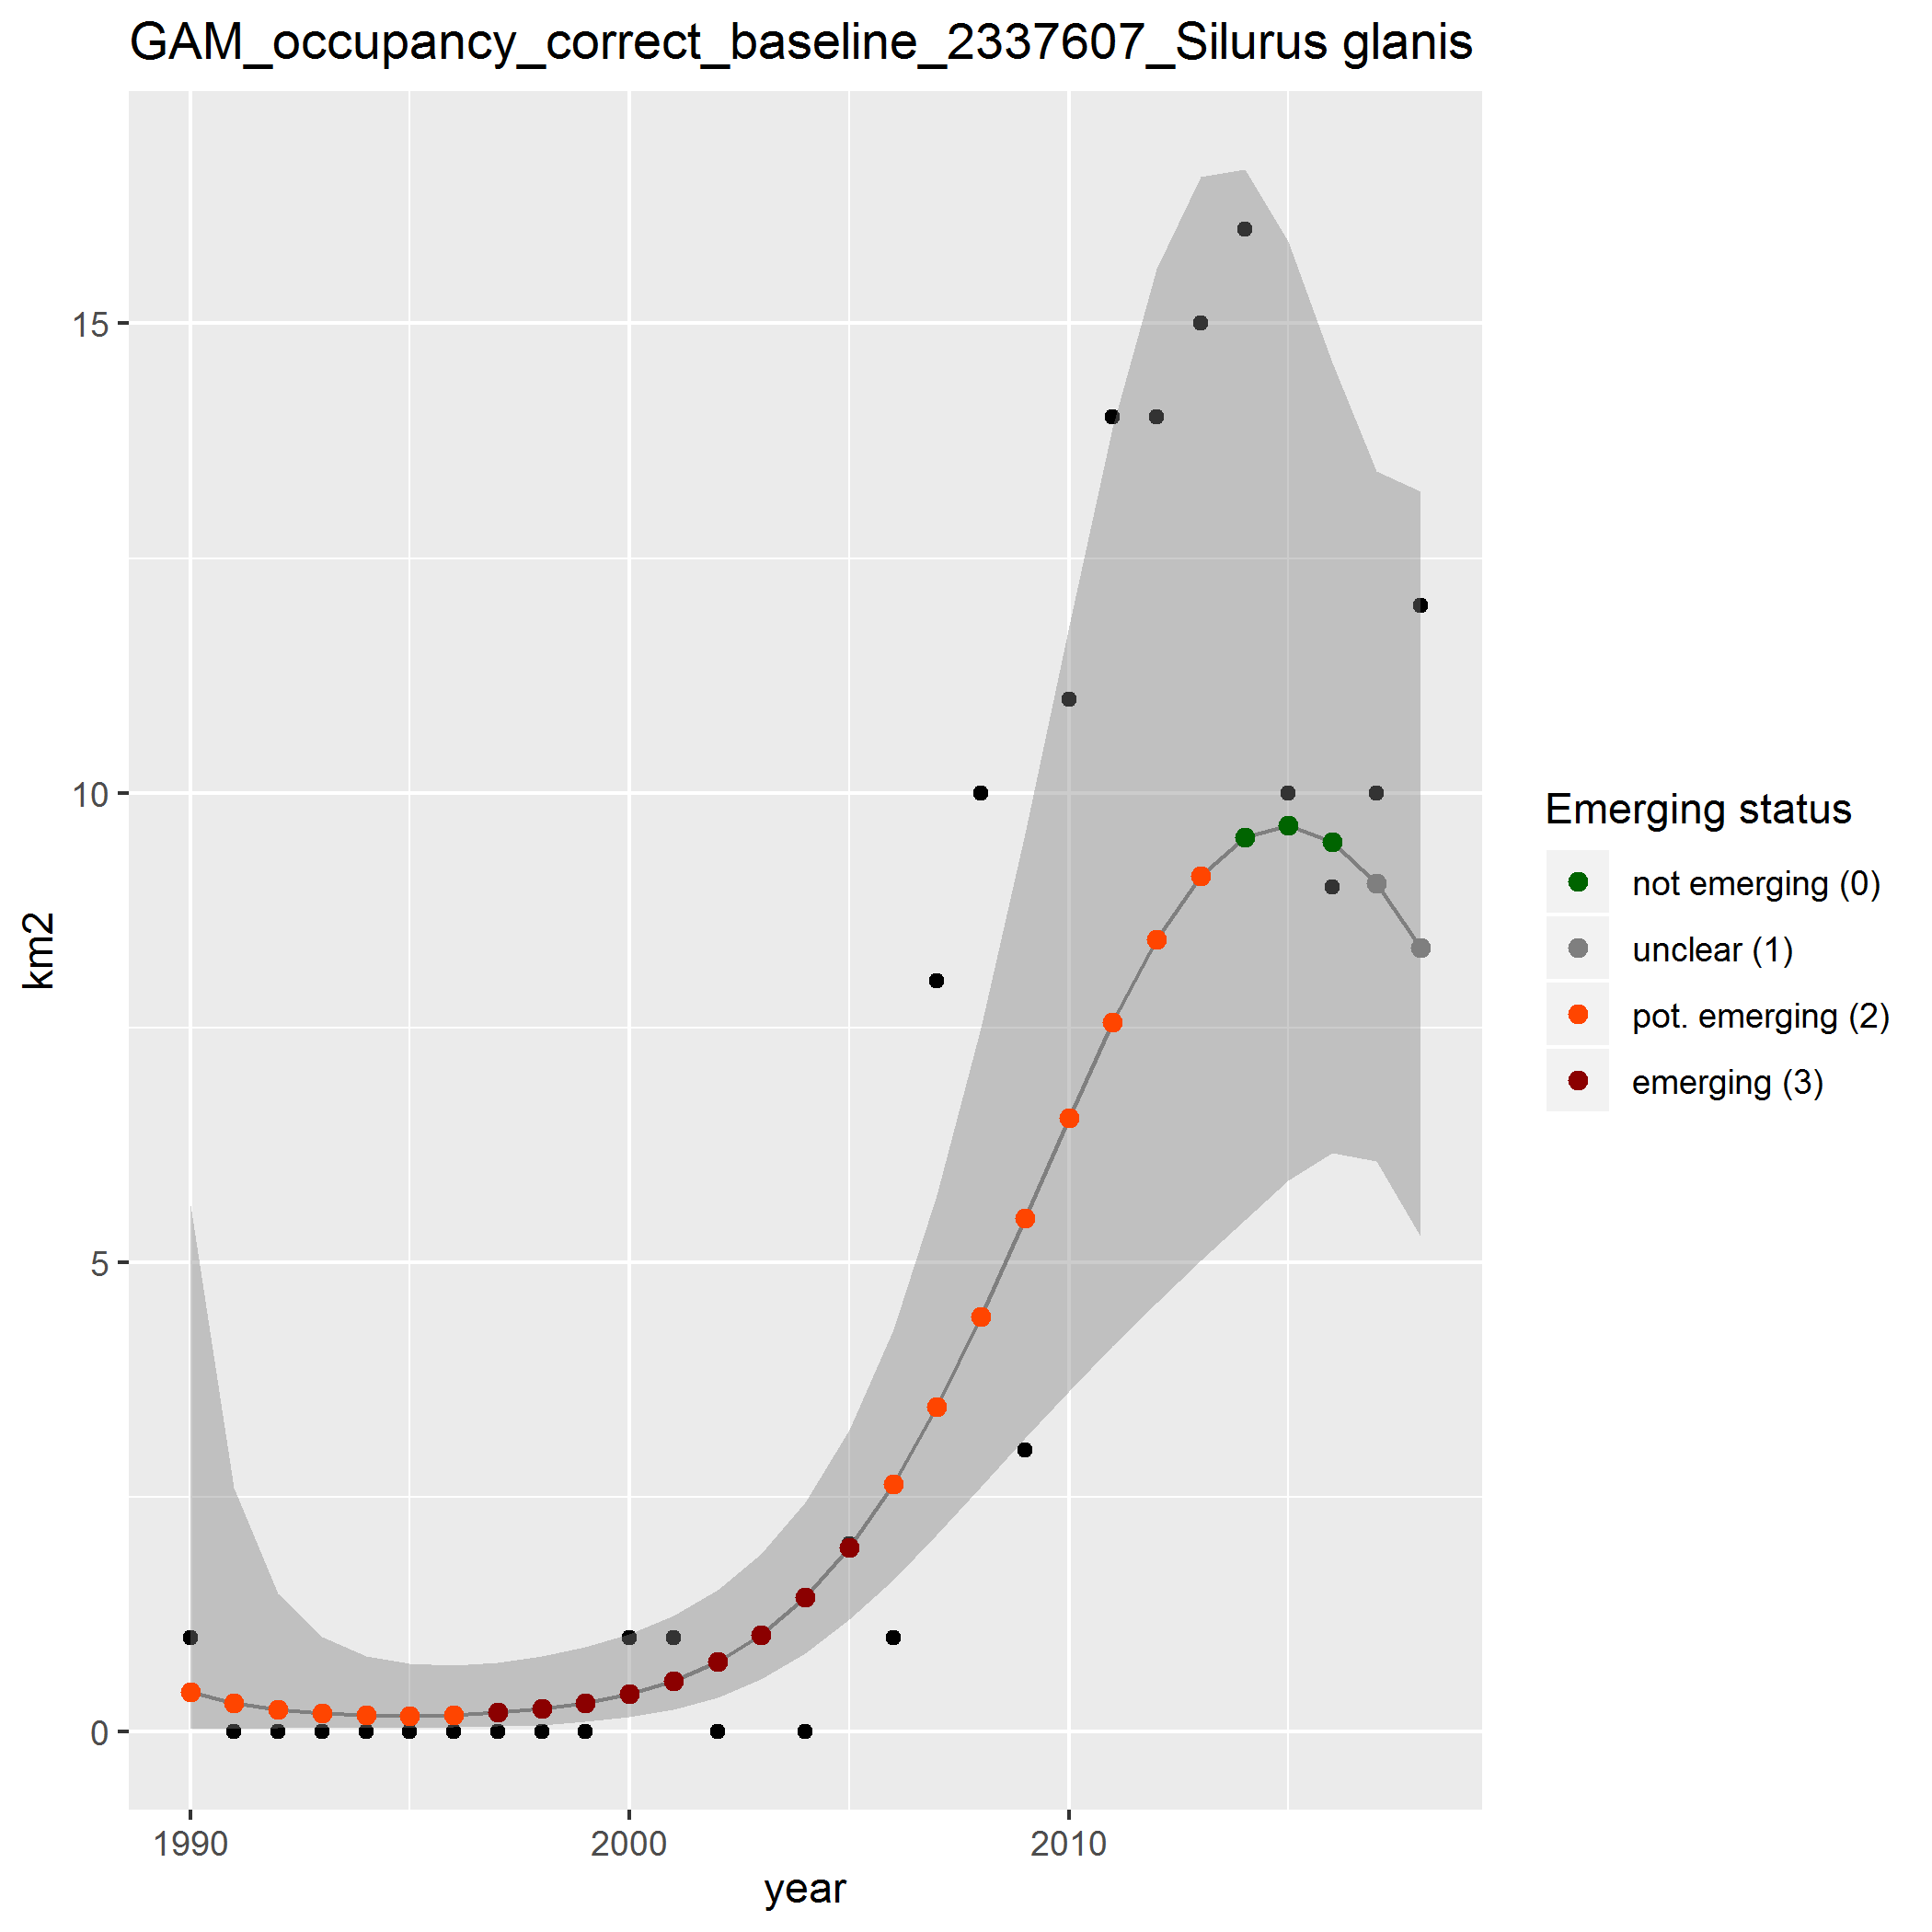 GAM_occupancy_correct_baseline_2337607_Silurus glanis
15
10
5
0
km2
1990 2000 2010
year
Emerging status
not emerging (0)
unclear (1)
pot. emerging (2)
emerging (3)